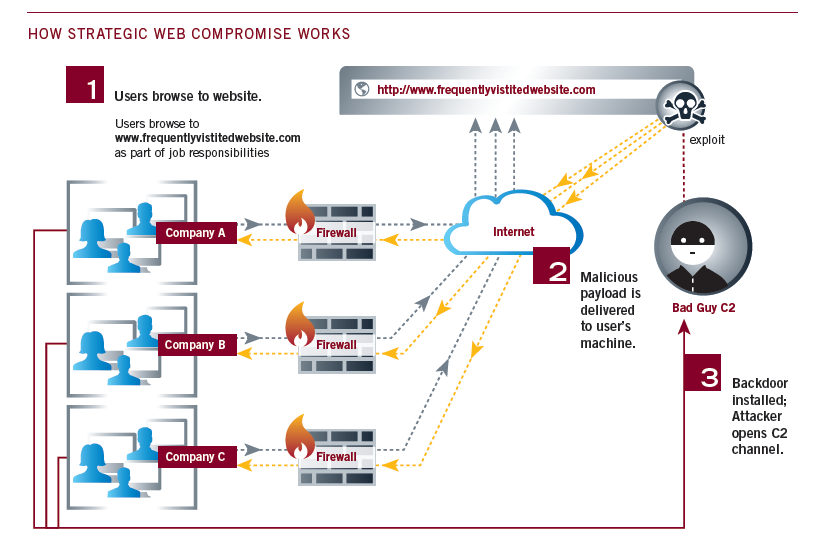 HOW STRATEGIC WEB COMPROMISE WORKS
1
Users browse to website.
Users browse to
www.frequentlyvistitedwebsite.com
as part of job responsibilities
http://www.frequentlyvistitedwebsite.com
exploit
Company A
Firewall
Internet
2
Malicious
payload is
delivered
to user's
machine.
Bad Guy C2
Company B
Firewall
3
Backdoor
installed;
Attacker
opens C2
channel.
Company C
Firewall